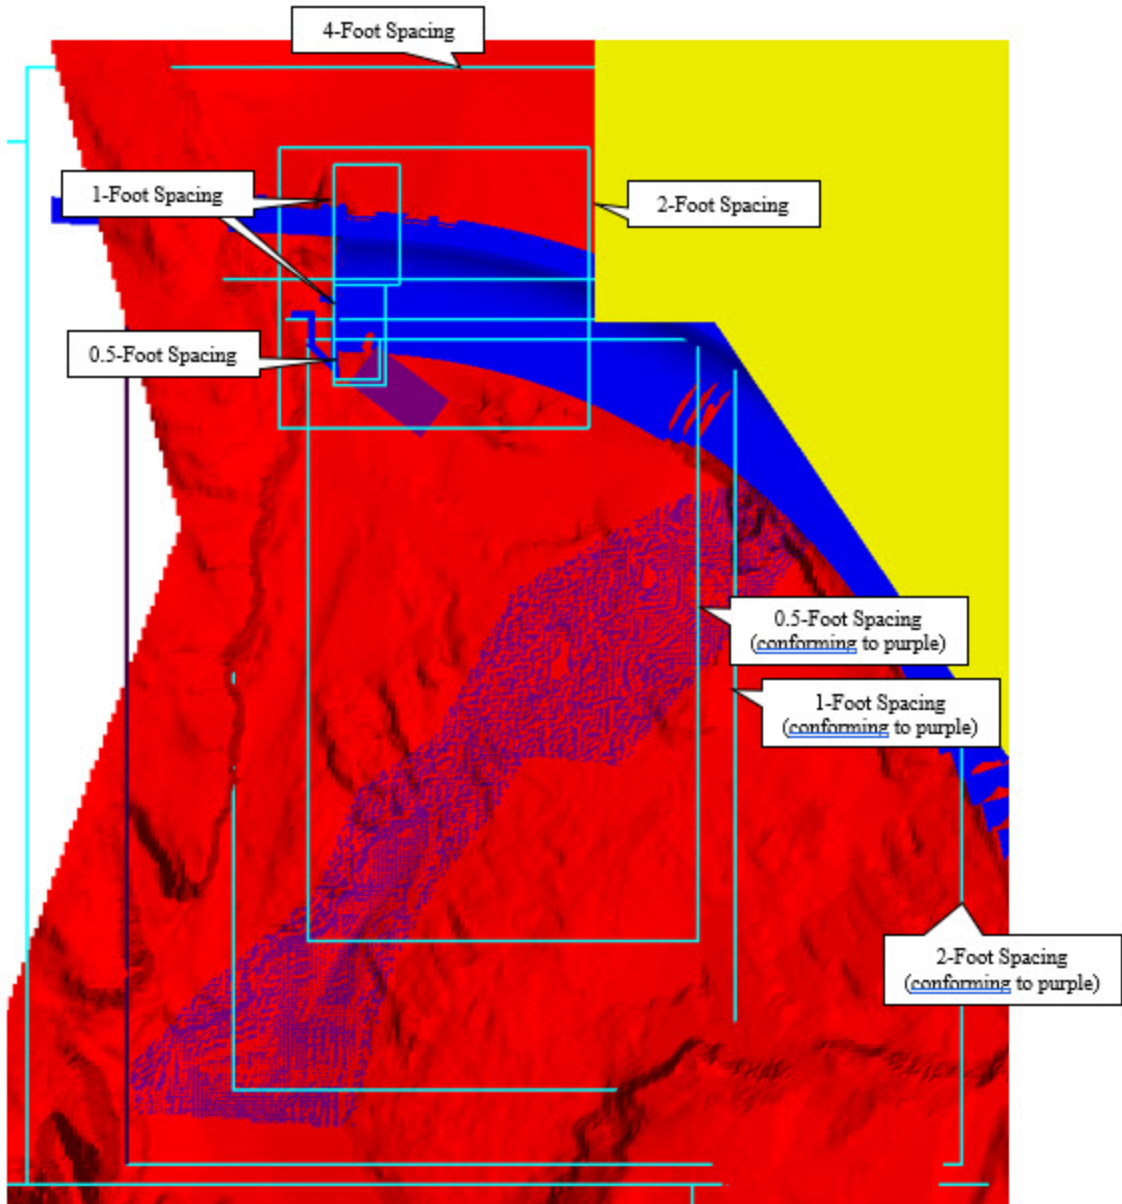 4-Foot Spacing
1-Foot Spacing
2-Foot Spacing
0.5-Foot Spacing
0.5-Foot Spacing
(conforming to purple)
1-Foot Spacing
(conforming to purple)
2-Foot Spacing
(conforming to purple)